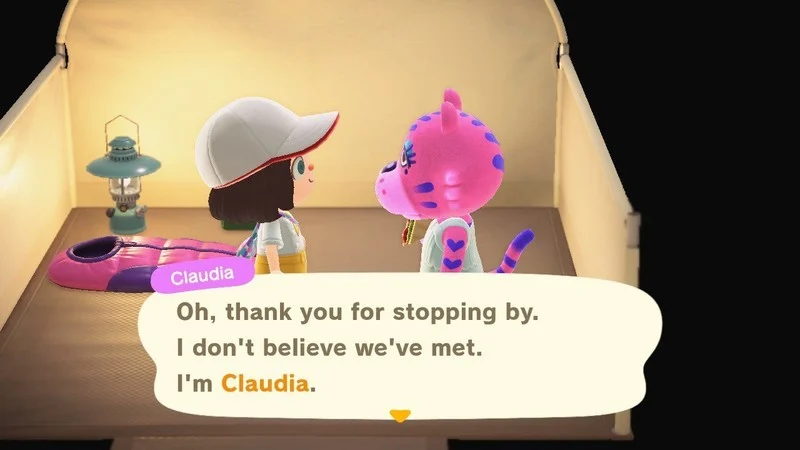 Claudia
Oh, thank you for stopping by.
I don't believe we've met.
I'm Claudia.